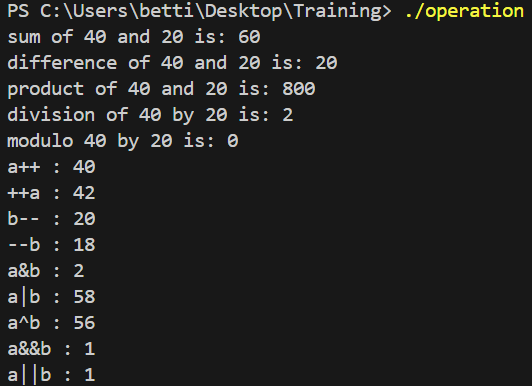 PS C:\Users\betti\Desktop\Training> ./operation
sum of 40 and 20 is: 60
difference of 40 and 20 is: 20
product of 40 and 20 is: 800
division of 40 by 20 is: 2
modulo 40 by 20 is: 0
a++ : 40
++a : 42
b-- : 20
--b : 18
a&b : 2
a|b : 58
a^b : 56
a&&b : 1
a||b : 1